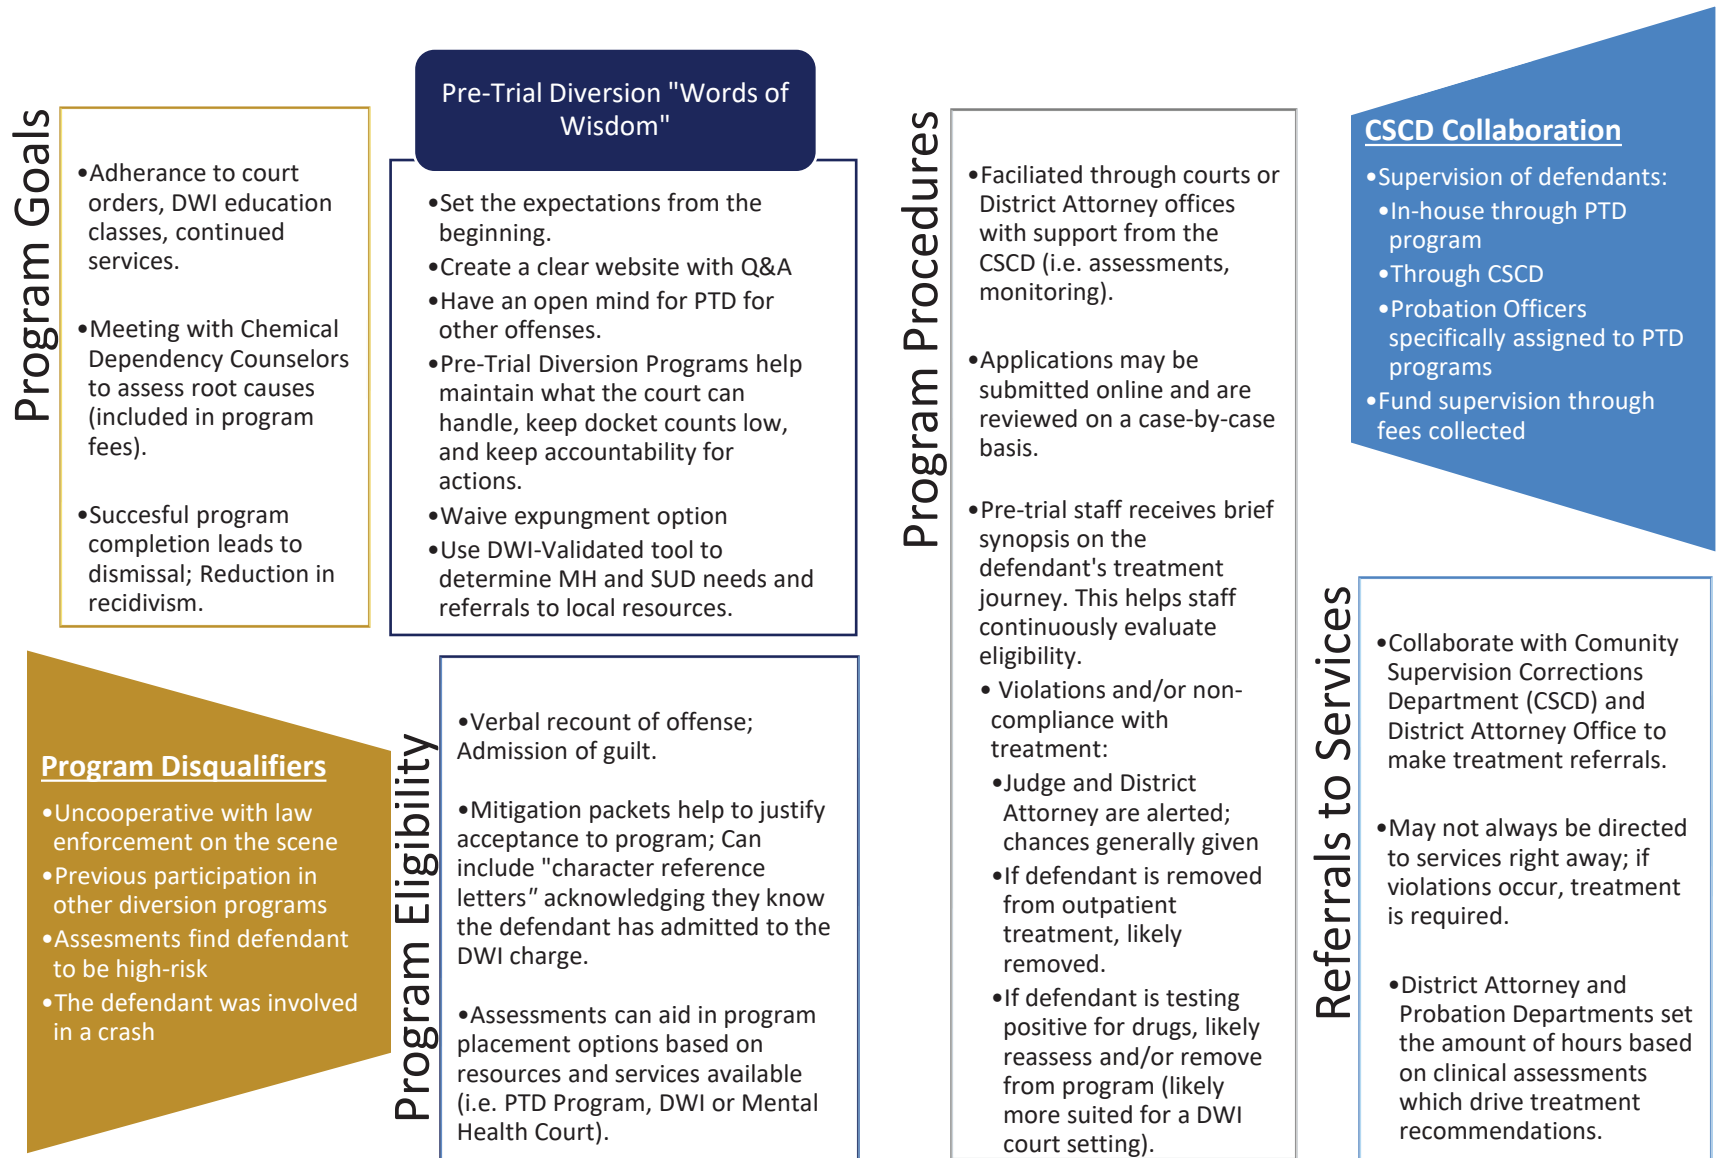 Program Goals
•Adherence to court
orders, DWI education
classes, continued
services.
•Meeting with Chemical
Dependency Counselors
to assess root causes
(included in program
fees).
•Succesful program
completion leads to
dismissal; Reduction in
recidivism.
Pre-Trial Diversion "Words of
Wisdom"
•Set the expectations from the
beginning.
•Create a clear website with Q&A
•Have an open mind for PTD for
other offenses.
•Pre-Trial Diversion Programs help
maintain what the court can
handle, keep docket counts low,
and keep accountability for
actions.
•Waive expungment option
•Use DWI-Validated tool to
determine MH and SUD needs and
referrals to local resources.
Program Disqualifiers
•Uncooperative with law
enforcement on the scene
•Previous participation in
other diversion programs
•Assesments find defendant
to be high-risk
•The defendant was involved
in a crash
Program Eligibility
•Verbal recount of offense;
Admission of guilt.
•Mitigation packets help to justify
acceptance to program; Can
include "character reference
letters" acknowledging they know
the defendant has admitted to the
DWI charge.
•Assessments can aid in program
placement options based on
resources and services available
(i.e. PTD Program, DWI or Mental
Health Court).
Program Procedures
•Faciliated through courts or
District Attorney offices
with support from the
CSCD (i.e. assessments,
monitoring).
•Applications may be
submitted online and are
reviewed on a case-by-case
basis.
•Pre-trial staff receives brief
synopsis on the
defendant's treatment
journey. This helps staff
continuously evaluate
eligibility.
• Violations and/or non-
compliance with
treatment:
•Judge and District
Attorney are alerted;
chances generally given
•If defendant is removed
from outpatient
treatment, likely
removed.
•If defendant is testing
positive for drugs, likely
reassess and/or remove
from program (likely
more suited for a DWI
court setting).
CSCD Collaboration
•Supervision of defendants:
•In-house through PTD
program
•Through CSCD
•Probation Officers
specifically assigned to PTD
programs
•Fund supervision through
fees collected
Referrals to Services
•Collaborate with Comunity
Supervision Corrections
Department (CSCD) and
District Attorney Office to
make treatment referrals.
•May not always be directed
to services right away; if
violations occur, treatment
is required.
•District Attorney and
Probation Departments set
the amount of hours based
on clinical assessments
which drive treatment
recommendations.